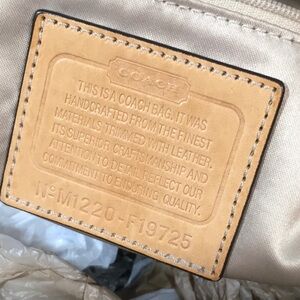 COACH
THIS IS A COACH BAG. IT WAS
HANDCRAFTED FROM THE FINEST
MATERIALS TRIMMED WITH LEATHER.
ITS SUPERIOR CRAFTSMANSHIP AND
ATTENTION TO DETAIL REFLECT OUR
COMMITMENT TO ENDURING QUALITY.
Nº M1220-F19725